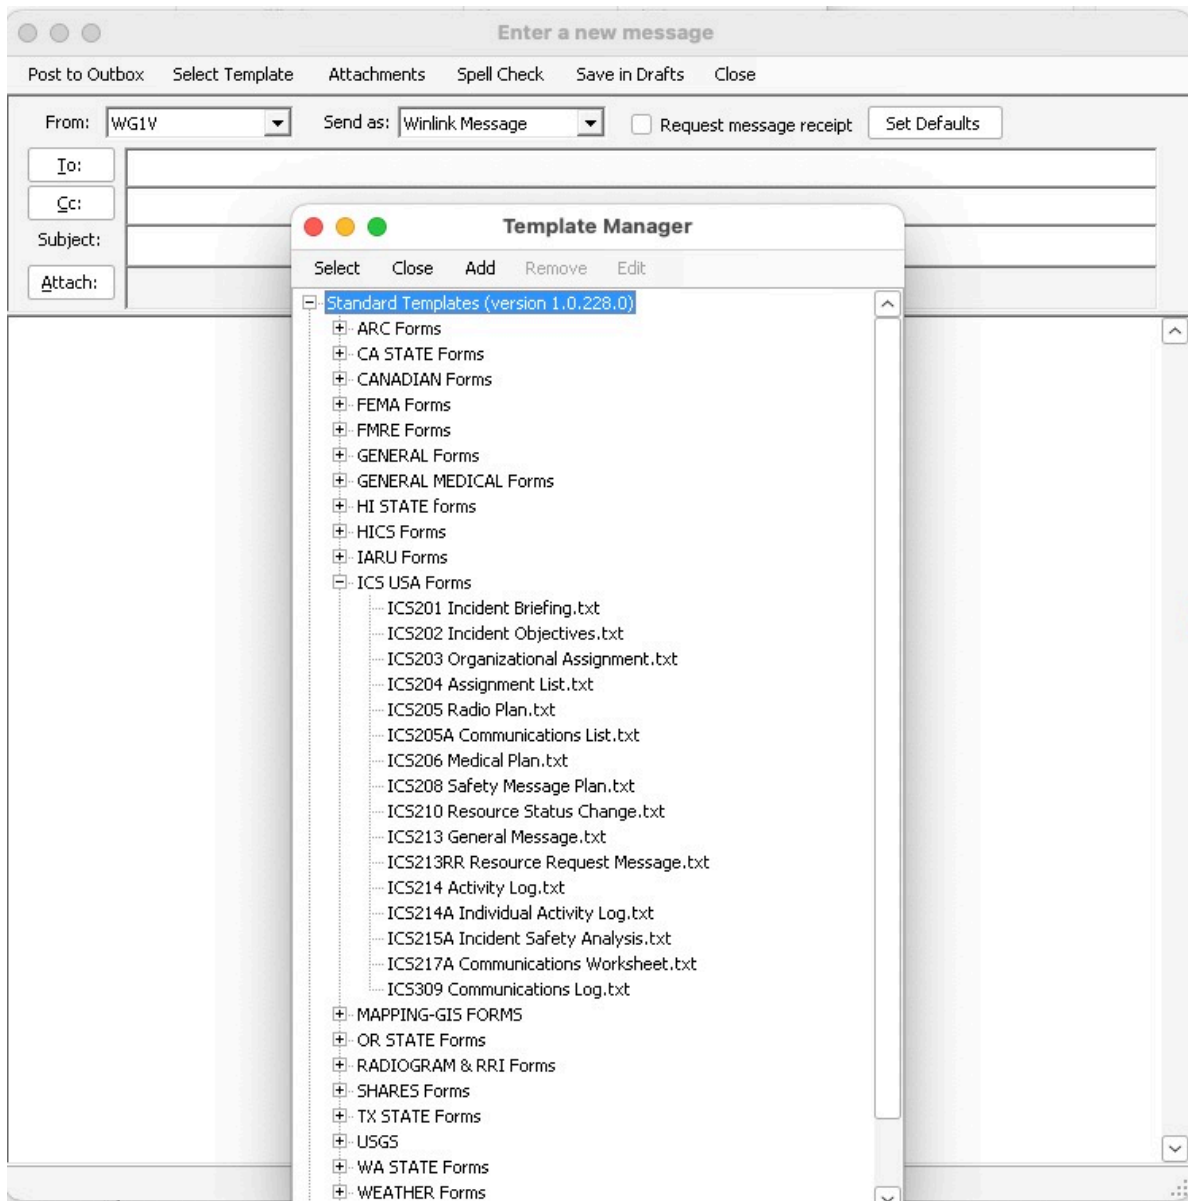 Enter a new message
Post to Outbox Select Template Attachments Spell Check Save in Drafts Close
From: WG1V Send as: Winlink Message Request message receipt Set Defaults
To:
Cc:
Subject:
Attach:
Template Manager
Select Close Add Remove Edit
Standard Templates (version 1.0.228.0)
ARC Forms
CA STATE Forms
CANADIAN Forms
FEMA Forms
FMRE Forms
GENERAL Forms
GENERAL MEDICAL Forms
HI STATE forms
HICS Forms
IARU Forms
ICS USA Forms
ICS201 Incident Briefing.txt
ICS202 Incident Objectives.txt
ICS203 Organizational Assignment.txt
ICS204 Assignment List.txt
ICS205 Radio Plan.txt
ICS205A Communications List.txt
ICS206 Medical Plan.txt
ICS208 Safety Message Plan.txt
ICS210 Resource Status Change.txt
ICS213 General Message.txt
ICS213RR Resource Request Message.txt
ICS214 Activity Log.txt
ICS214A Individual Activity Log.txt
ICS215A Incident Safety Analysis.txt
ICS217A Communications Worksheet.txt
ICS309 Communications Log.txt
MAPPING-GIS FORMS
OR STATE Forms
RADIOGRAM & RRI Forms
SHARES Forms
TX STATE Forms
USGS
WA STATE Forms
WEATHER Forms